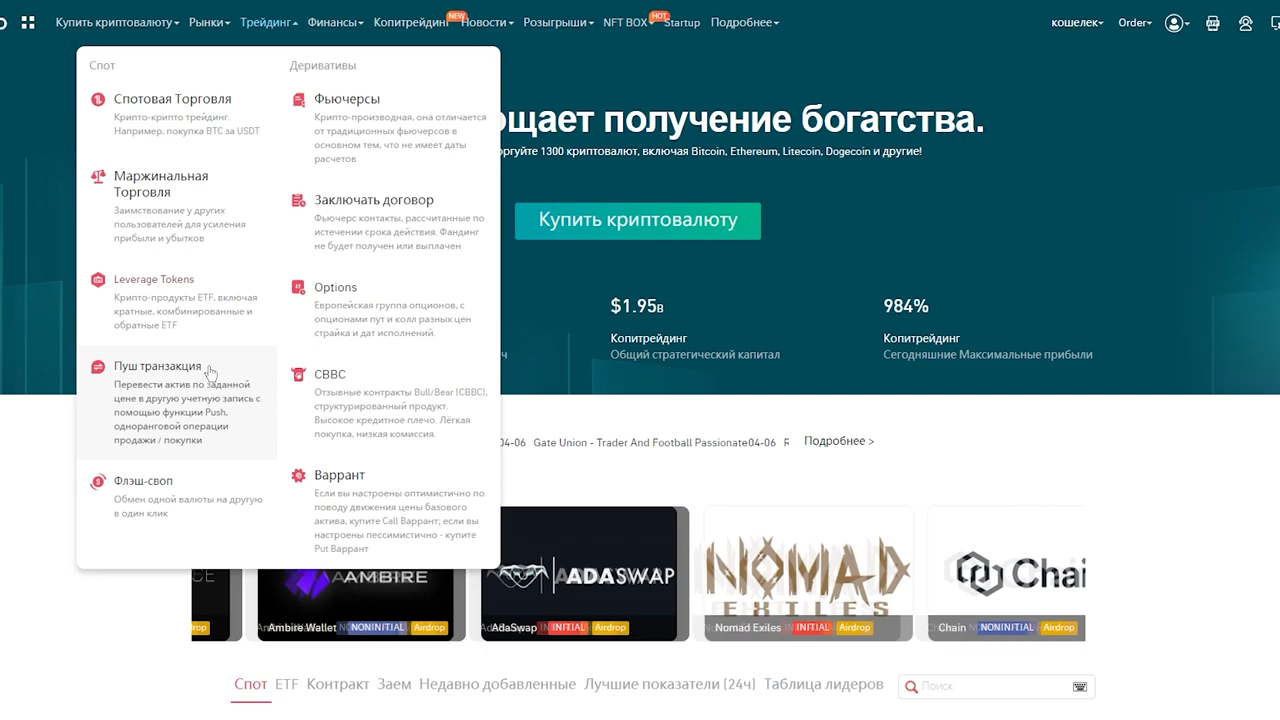 Купить криптовалюту Рынки Трейдинг Финансы Копитрейдинг NEW Новости Розыгрыши NFT BOX HOT Startup Подробнее кошелек Order
Спот
Спотовая Торговля
Крипто-крипто трейдинг.
Например, покупка BTC за USDT
Маржинальная
Торговля
Заимствование у других
пользователей для усиления
прибыли и убытков
Leverage Tokens
Крипто-продукты ETF, включая
кратные, комбинированные и
обратные ETF
Пуш транзакция
Перевести актив по заданной
цене в другую учетную запись с
помощью функции Push,
одноранговой операции
продажи / покупки
Флэш-своп
Обмен одной валюты на другую
в один клик
Деривативы
Фьючерсы
Крипто-производная, она отличается
от традиционных фьючерсов в
основном тем, что не имеет даты
расчетов
Заключать договор
Фьючерс контакты, рассчитанные по
истечении срока действия. Фандинг
не будет получен или выплачен
Options
Европейская группа опционов, с
опционами пут и колл разных цен
страйка и дат исполнений.
CBBC
Отзывные контракты Bull/Bear (CBBC),
структурированный продукт.
Высокое кредитное плечо. Лёгкая
покупка, низкая комиссия.
Варрант
Если вы настроены оптимистично по
поводу движения цены базового
актива, купите Call Варрант; если вы
настроены пессимистично - купите
Put Варрант
ощает получение богатства.
оргуйте 1300 криптовалют, включая Bitcoin, Ethereum, Litecoin, Dogecoin и другие!
Купить криптовалюту
$1.95B
Копитрейдинг
Общий стратегический капитал
984%
Копитрейдинг
Сегодняшние Максимальные прибыли
04-06 Gate Union - Trader And Football Passionate 04-06 Подробнее >
AMBIRE
ADASWAP
NOMAD
EXILES
Chai
Ambire Wallet NONINITIAL Airdrop
AdaSwap INITIAL Airdrop
Nomad Exiles INITIAL Airdrop
Chain NONINITIAL Airdrop
Спот ETF Контракт Заем Недавно добавленные Лучшие показатели (24ч) Таблица лидеров Поиск